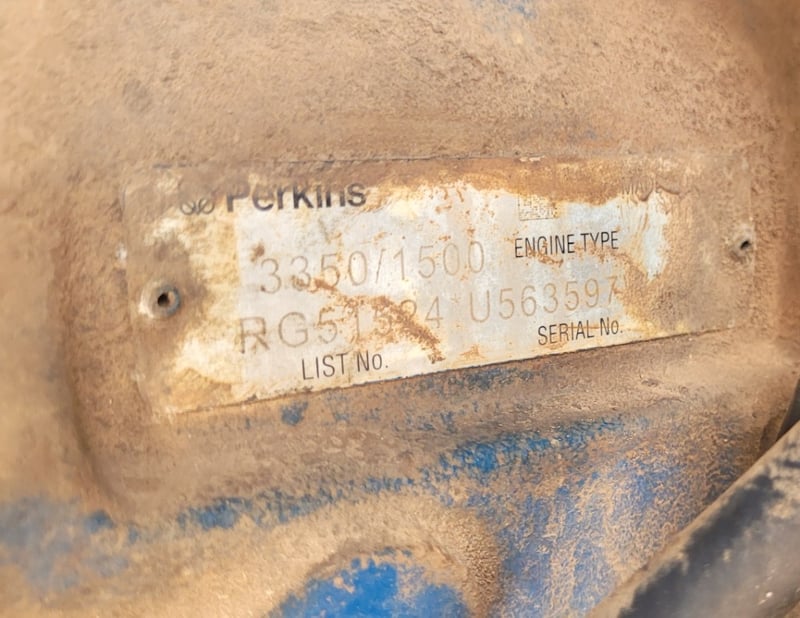 Perkins
3350/1500 ENGINE TYPE
U563597
LIST No. SERIAL No.